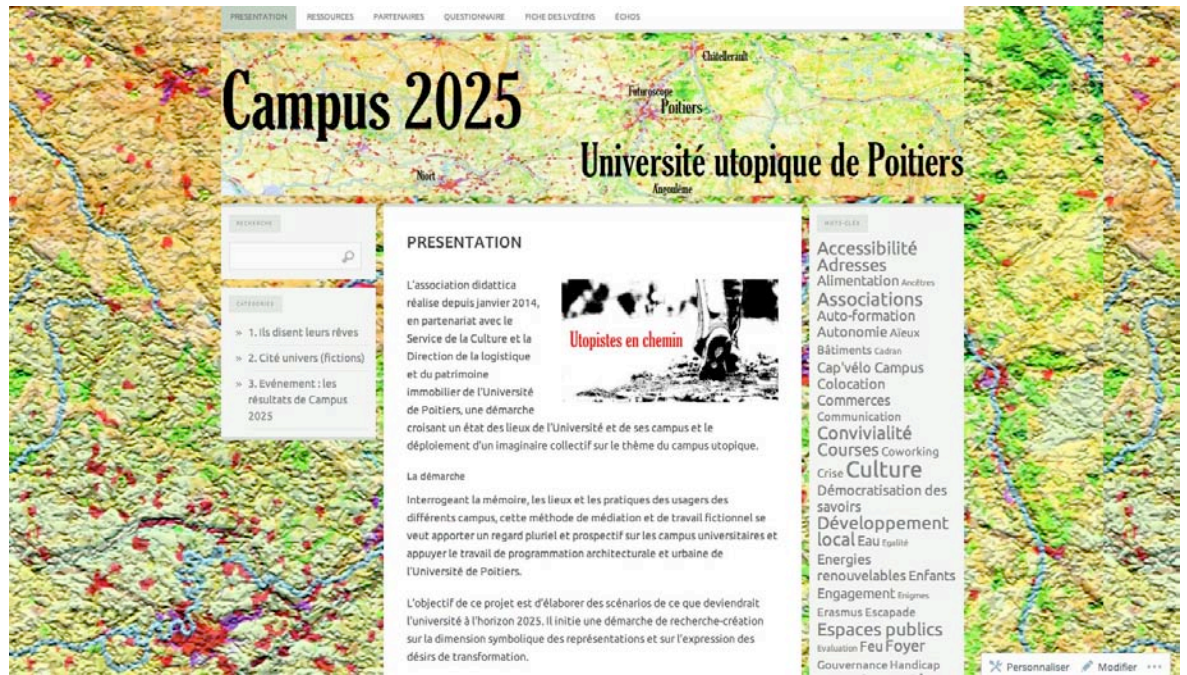 PRESENTATION RESSOURCES PARTENAIRES QUESTIONNAIRE FICHE DES LYCÉENS ÉCHOS
Campus 2025
Châtellerault
Futuroscope
Poitiers
Université utopique de Poitiers
Niort
Angoulême
RECHERCHE
CATÉGORIES
» 1. Ils disent leurs rêves
» 2. Cité univers (fictions)
» 3. Evénement : les
résultats de Campus
2025
PRESENTATION
L'association didattica
réalise depuis janvier 2014,
en partenariat avec le
Service de la Culture et la
Direction de la logistique
et du patrimoine
immobilier de l'Université
de Poitiers, une démarche
croisant un état des lieux de l'Université et de ses campus et le
déploiement d'un imaginaire collectif sur le thème du campus utopique.
Utopistes en chemin
La démarche
Interrogeant la mémoire, les lieux et les pratiques des usagers des
différents campus, cette méthode de médiation et de travail fictionnel se
veut apporter un regard pluriel et prospectif sur les campus universitaires et
appuyer le travail de programmation architecturale et urbaine de
l'Université de Poitiers.
L'objectif de ce projet est d'élaborer des scénarios de ce que deviendrait
l'université à l'horizon 2025. Il initie une démarche de recherche-création
sur la dimension symbolique des représentations et sur l'expression des
désirs de transformation.
MOTS-CLÉS
Accessibilité
Adresses
Alimentation Ancêtres
Associations
Auto-formation
Autonomie Aïeux
Bâtiments Cadran
Cap'vélo Campus
Colocation
Commerces
Communication
Convivialité
Courses Coworking
Crise Culture
Démocratisation des
savoirs
Développement
local Eau Egalité
Energies
renouvelables Enfants
Engagement Enigmes
Erasmus Escapade
Espaces publics
Evaluation Feu Foyer
Gouvernance Handicap
Personnaliser Modifier ···